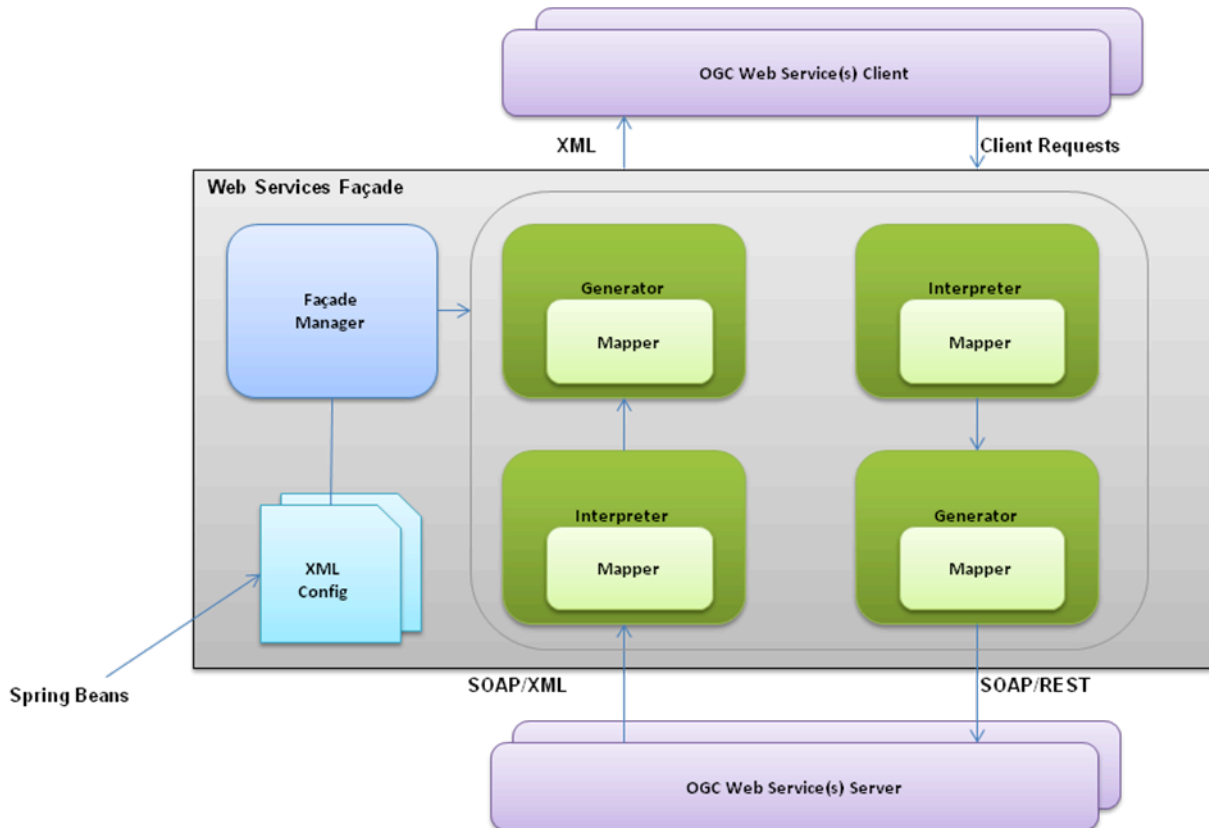 OGC Web Service(s) Client
XML
Client Requests
Web Services Façade
Façade
Manager
Generator
Mapper
Interpreter
Mapper
XML
Config
Interpreter
Mapper
Generator
Mapper
Spring Beans
SOAP/XML
SOAP/REST
OGC Web Service(s) Server